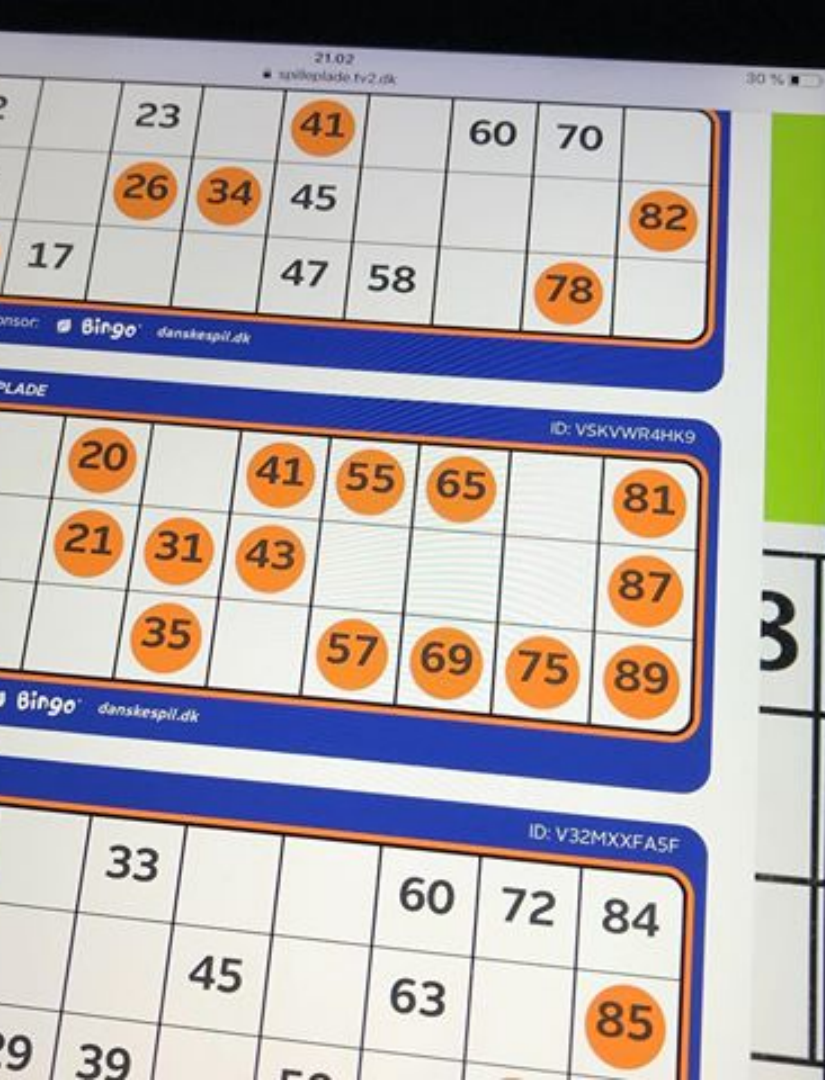 21.02
spilleplade.tv2.dk
30 %
23 41 60 70
26 34 45 82
17 47 58 78
Bingo danskespil.dk
PLADE
ID: VSKVWR4HK9
20 41 55 65 81
21 31 43 87
35 57 69 75 89
Bingo danskespil.dk
ID: V32MXXFA5F
33 60 72 84
45 63 85
39